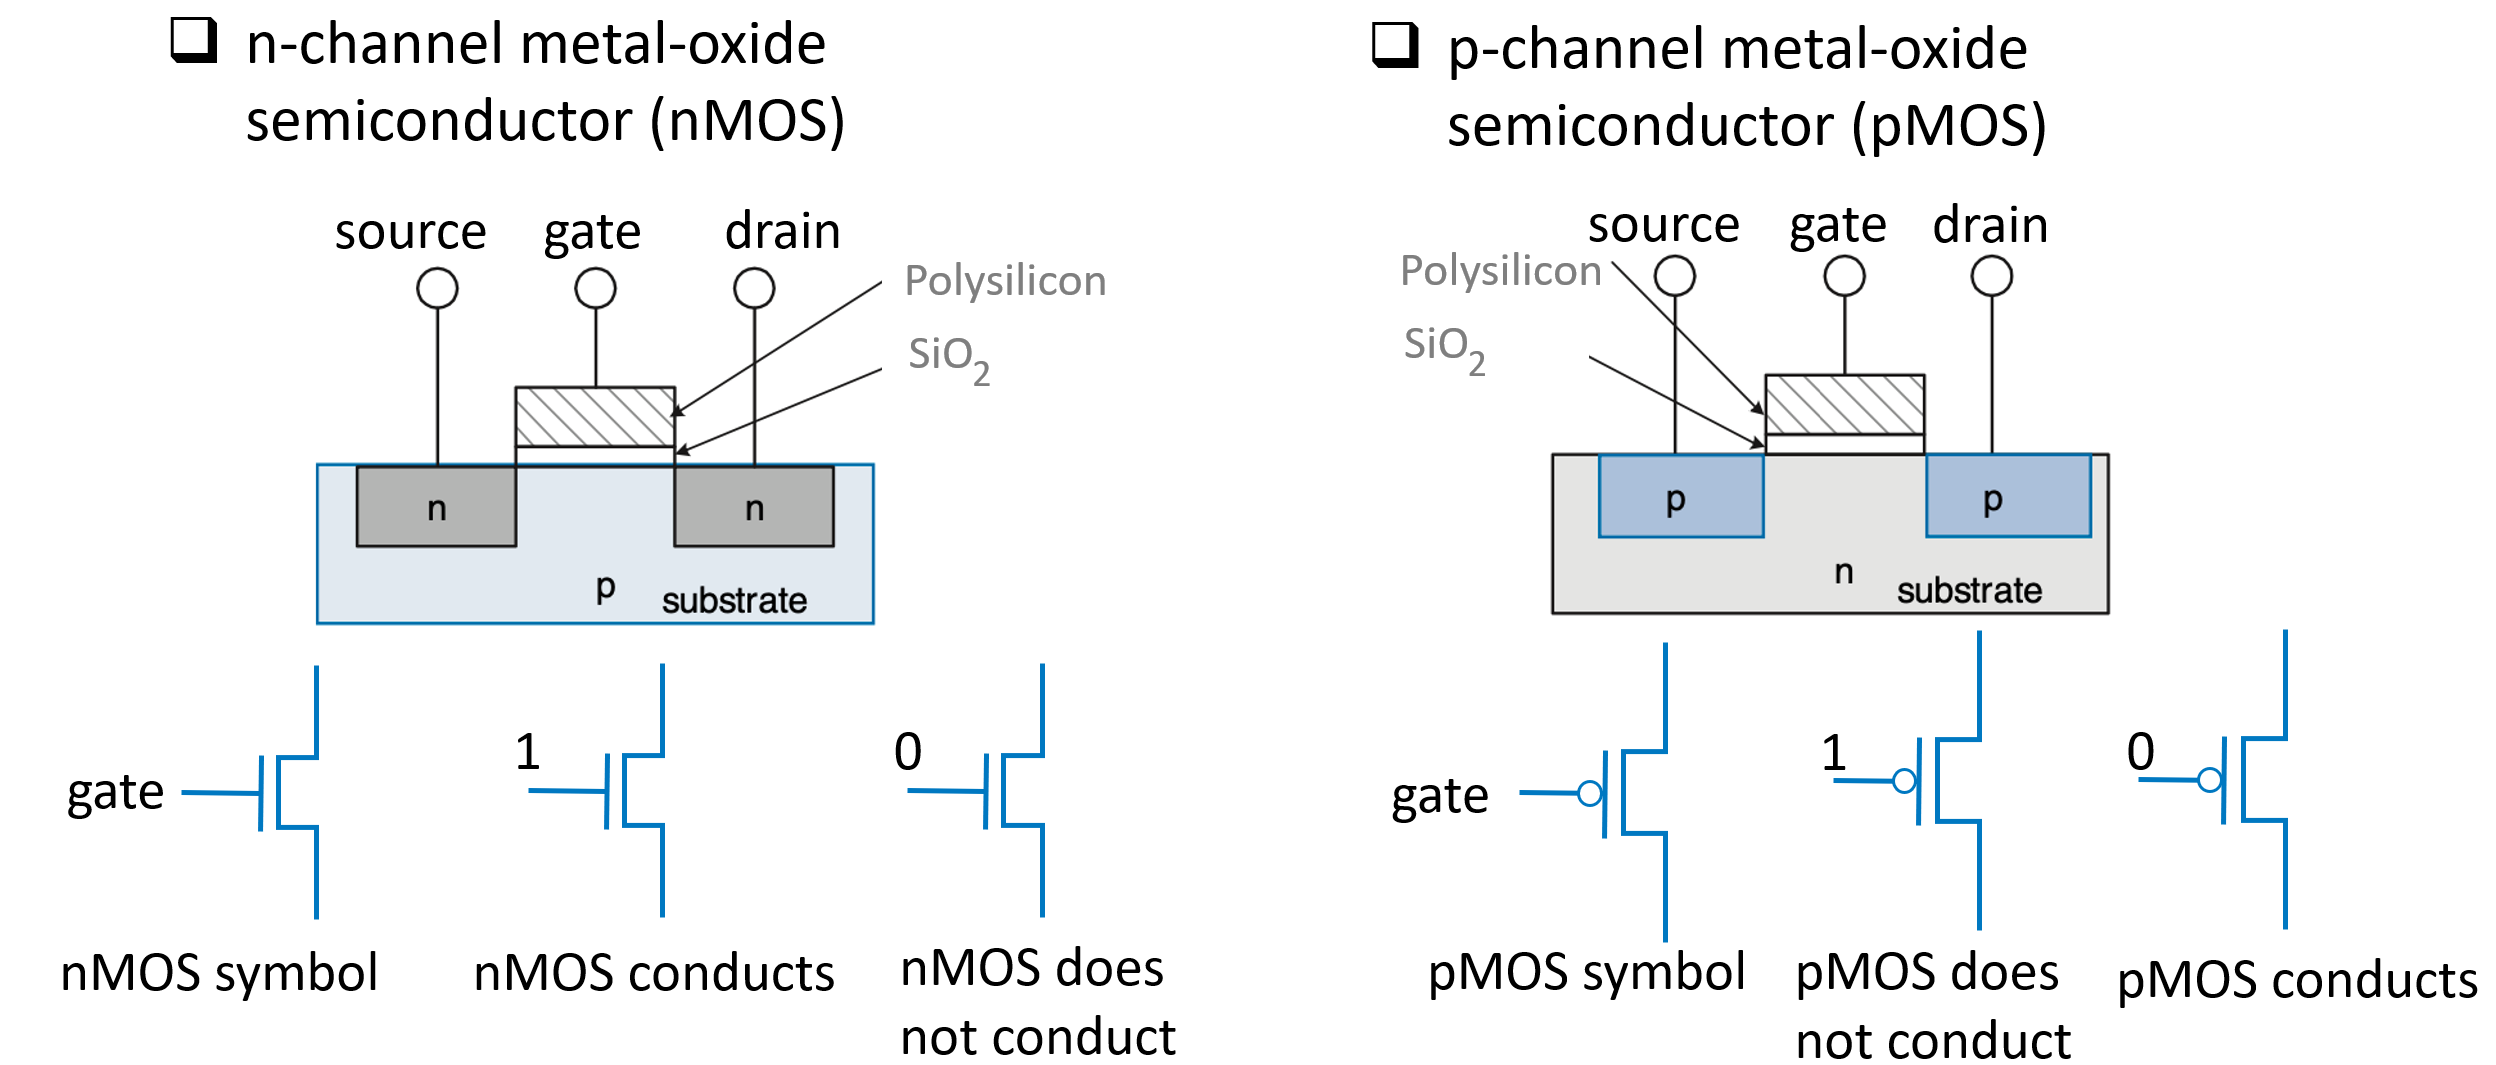 ❑ n-channel metal-oxide
semiconductor (nMOS)
source gate drain
Polysilicon
SiO₂
n n
p substrate
gate
1
0
nMOS symbol
nMOS conducts
nMOS does
not conduct
❑ p-channel metal-oxide
semiconductor (pMOS)
source gate drain
Polysilicon
SiO₂
p p
n substrate
gate
1
0
pMOS symbol
pMOS does
not conduct
pMOS conducts